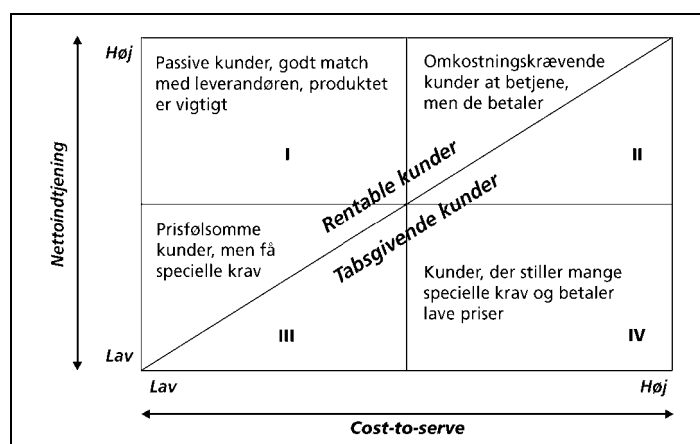 Høj
Passive kunder, godt match
med leverandøren, produktet
er vigtigt
I
Omkostningskrævende
kunder at betjene,
men de betaler
II
Rentable kunder
Tabsgivende kunder
Nettoindtjening
Prisfølsomme
kunder, men få
specielle krav
III
Kunder, der stiller mange
specielle krav og betaler
lave priser
IV
Lav
Lav
Høj
Cost-to-serve